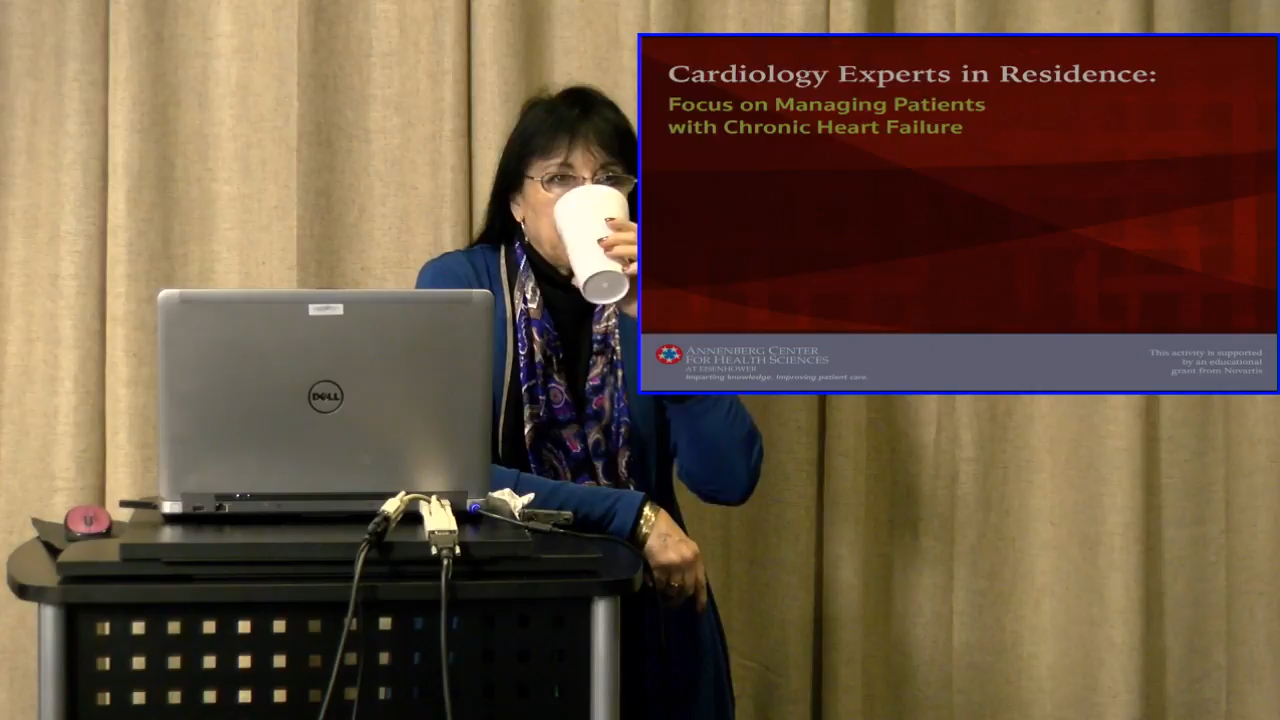 Cardiology Experts in Residence:
Focus on Managing Patients
with Chronic Heart Failure
ANNENBERG CENTER
FOR HEALTH SCIENCES
AT EISENHOWER
Imparting knowledge. Improving patient care.
This activity is supported
by an educational
grant from Novartis
DELL